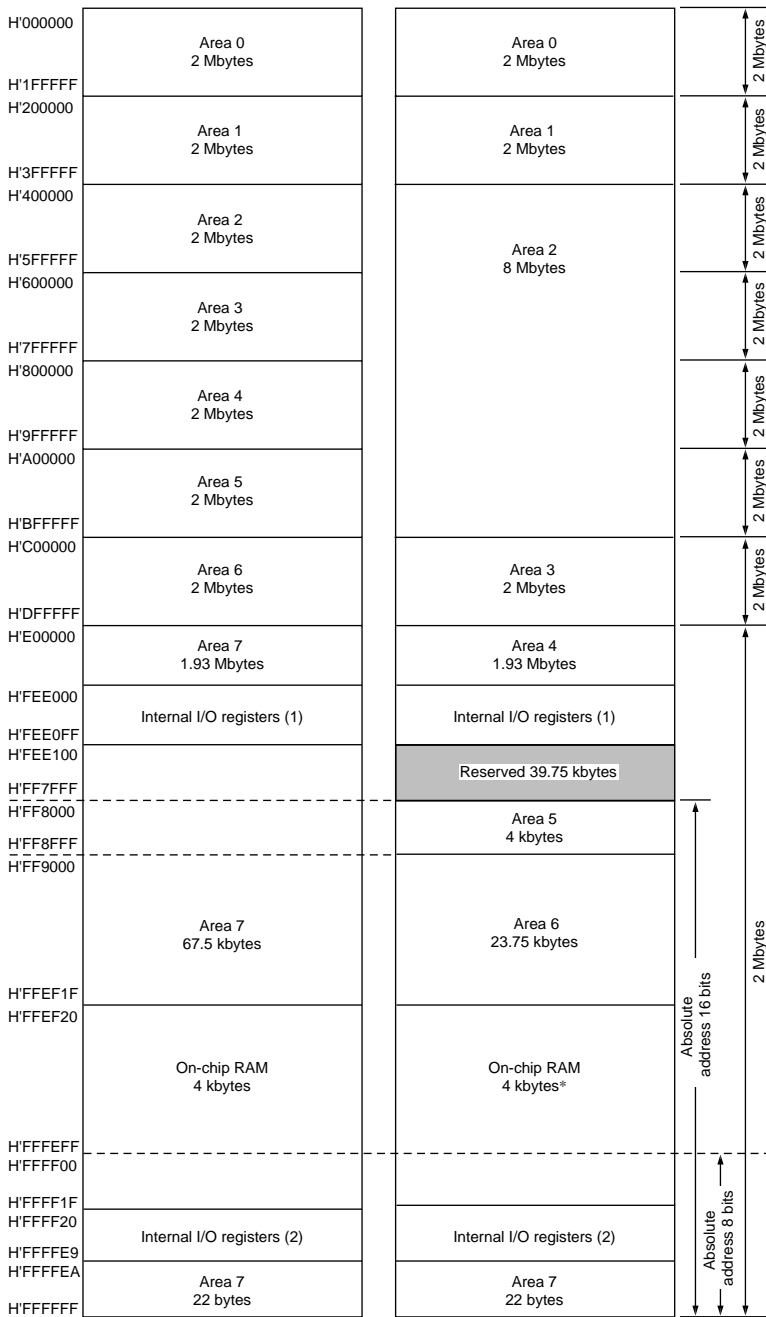 H'000000
Area 0
2 Mbytes
Area 0
2 Mbytes
2 Mbytes
H'1FFFFF
H'200000
Area 1
2 Mbytes
Area 1
2 Mbytes
2 Mbytes
H'3FFFFF
H'400000
Area 2
2 Mbytes
Area 2
8 Mbytes
2 Mbytes
H'5FFFFF
H'600000
Area 3
2 Mbytes
2 Mbytes
H'7FFFFF
H'800000
Area 4
2 Mbytes
2 Mbytes
H'9FFFFF
H'A00000
Area 5
2 Mbytes
2 Mbytes
H'BFFFFF
H'C00000
Area 6
2 Mbytes
Area 3
2 Mbytes
2 Mbytes
H'DFFFFF
H'E00000
Area 7
1.93 Mbytes
Area 4
1.93 Mbytes
H'FEE000
Internal I/O registers (1)
Internal I/O registers (1)
H'FEE0FF
H'FEE100
Reserved 39.75 kbytes
H'FF7FFF
H'FF8000
Area 5
4 kbytes
H'FF8FFF
H'FF9000
Area 7
67.5 kbytes
Area 6
23.75 kbytes
2 Mbytes
H'FFEF1F
H'FFEF20
Absolute
address 16 bits
On-chip RAM
4 kbytes
On-chip RAM
4 kbytes*
H'FFFEFF
H'FFFF00
H'FFFF1F
H'FFFF20
Internal I/O registers (2)
Internal I/O registers (2)
Absolute
address 8 bits
H'FFFFE9
H'FFFFEA
Area 7
22 bytes
Area 7
22 bytes
H'FFFFFF